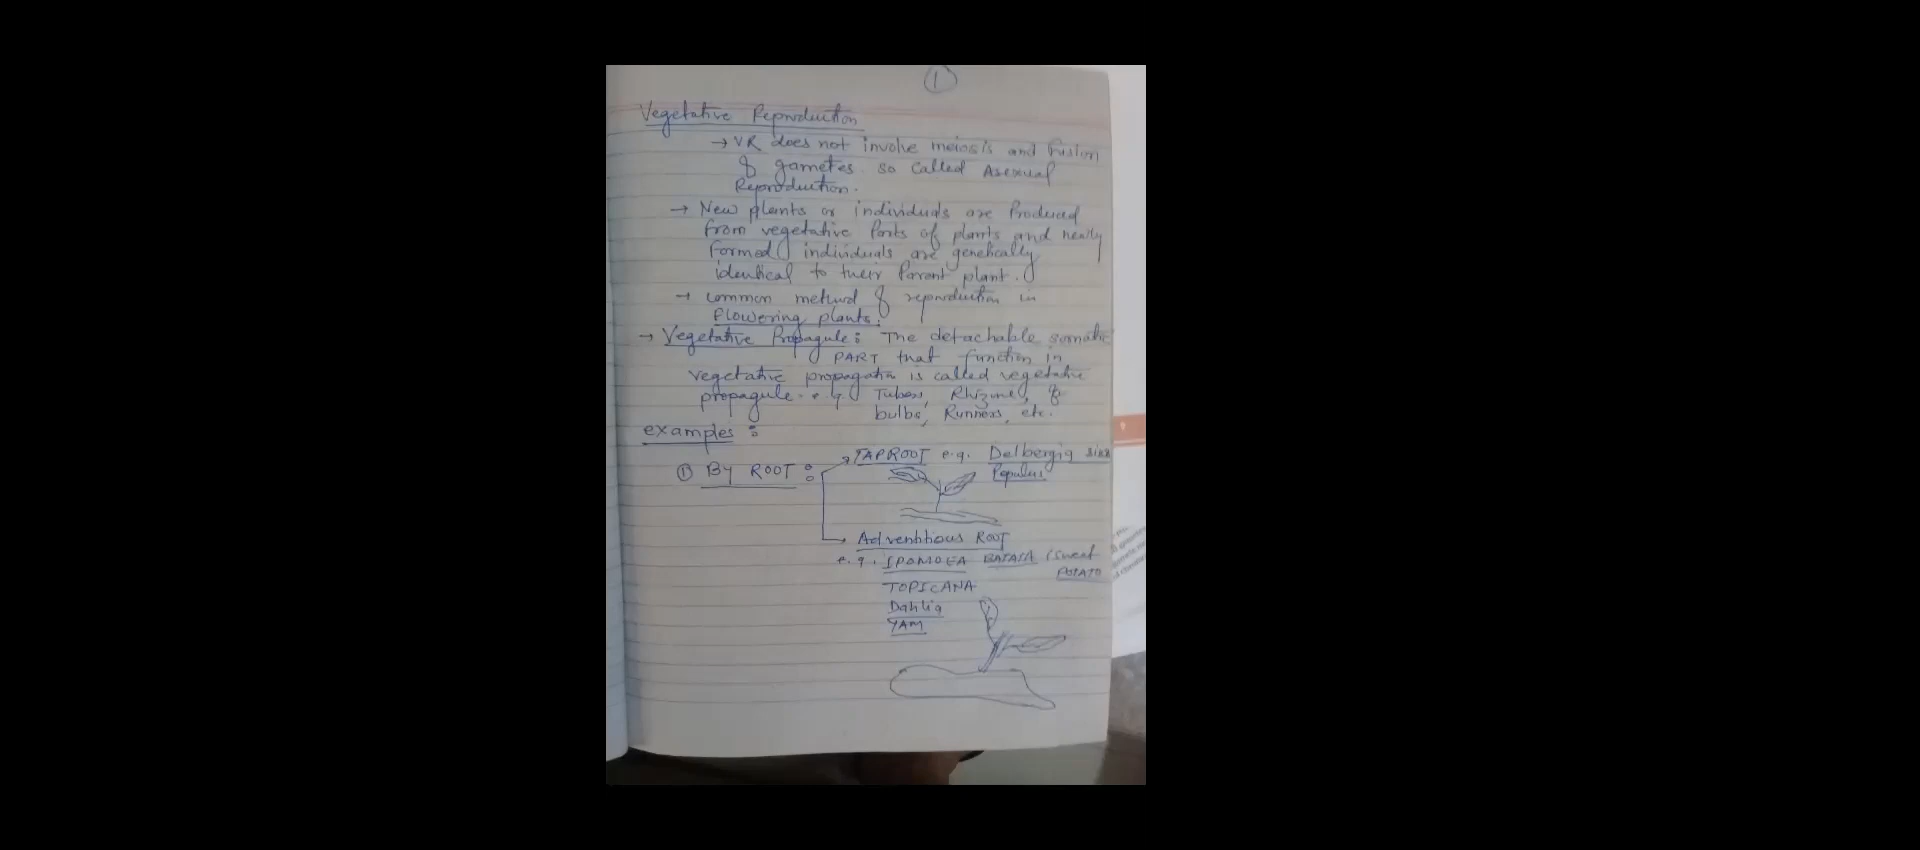 1
Vegetative Reproduction
→ VR does not involve meiosis and fusion
of gametes so called Asexual
Reproduction.
→ New plants or individuals are Produced
from vegetative Parts of plants and newly
formed individuals are genetically
identical to their Parent plant.
→ common method of reproduction in
flowering plants.
→ Vegetative Propagule: The detachable somatic
PART that function in
vegetative propagation is called vegetative
propagule. e.g Tubers, Rhizome,
bulbs, Runners, etc.
examples :
① By ROOT :
→ TAPROOT e.g. Dalbergia
Populus
→ Adventitious ROOT
e.g. IPOMOEA BATATA (sweet
POTATO
TOPICANA
Dahlia
YAM